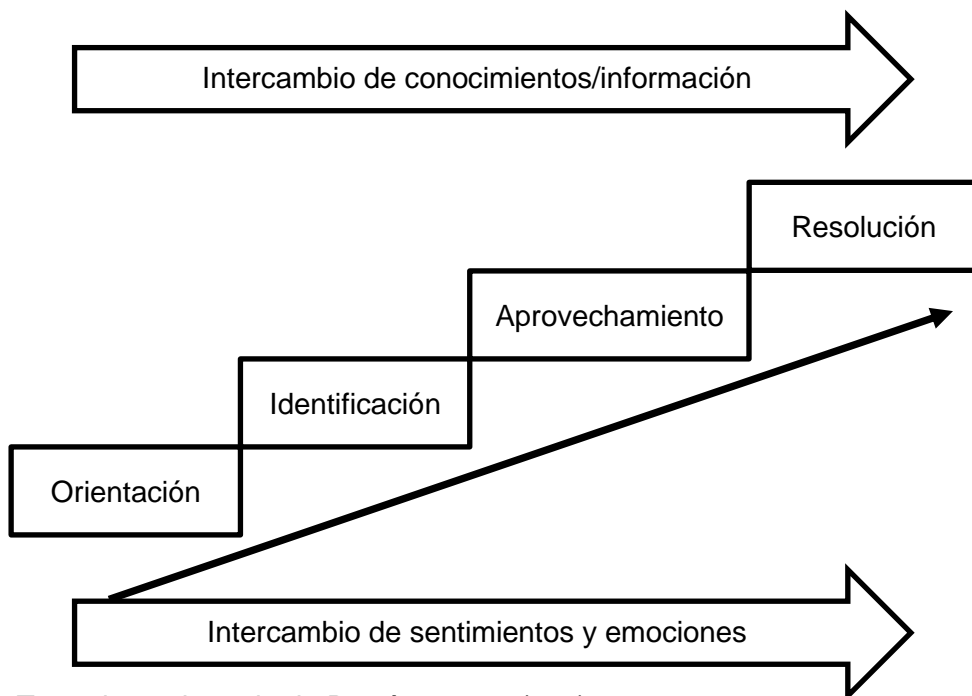 Intercambio de conocimientos/información
Resolución
Aprovechamiento
Identificación
Orientación
Intercambio de sentimientos y emociones